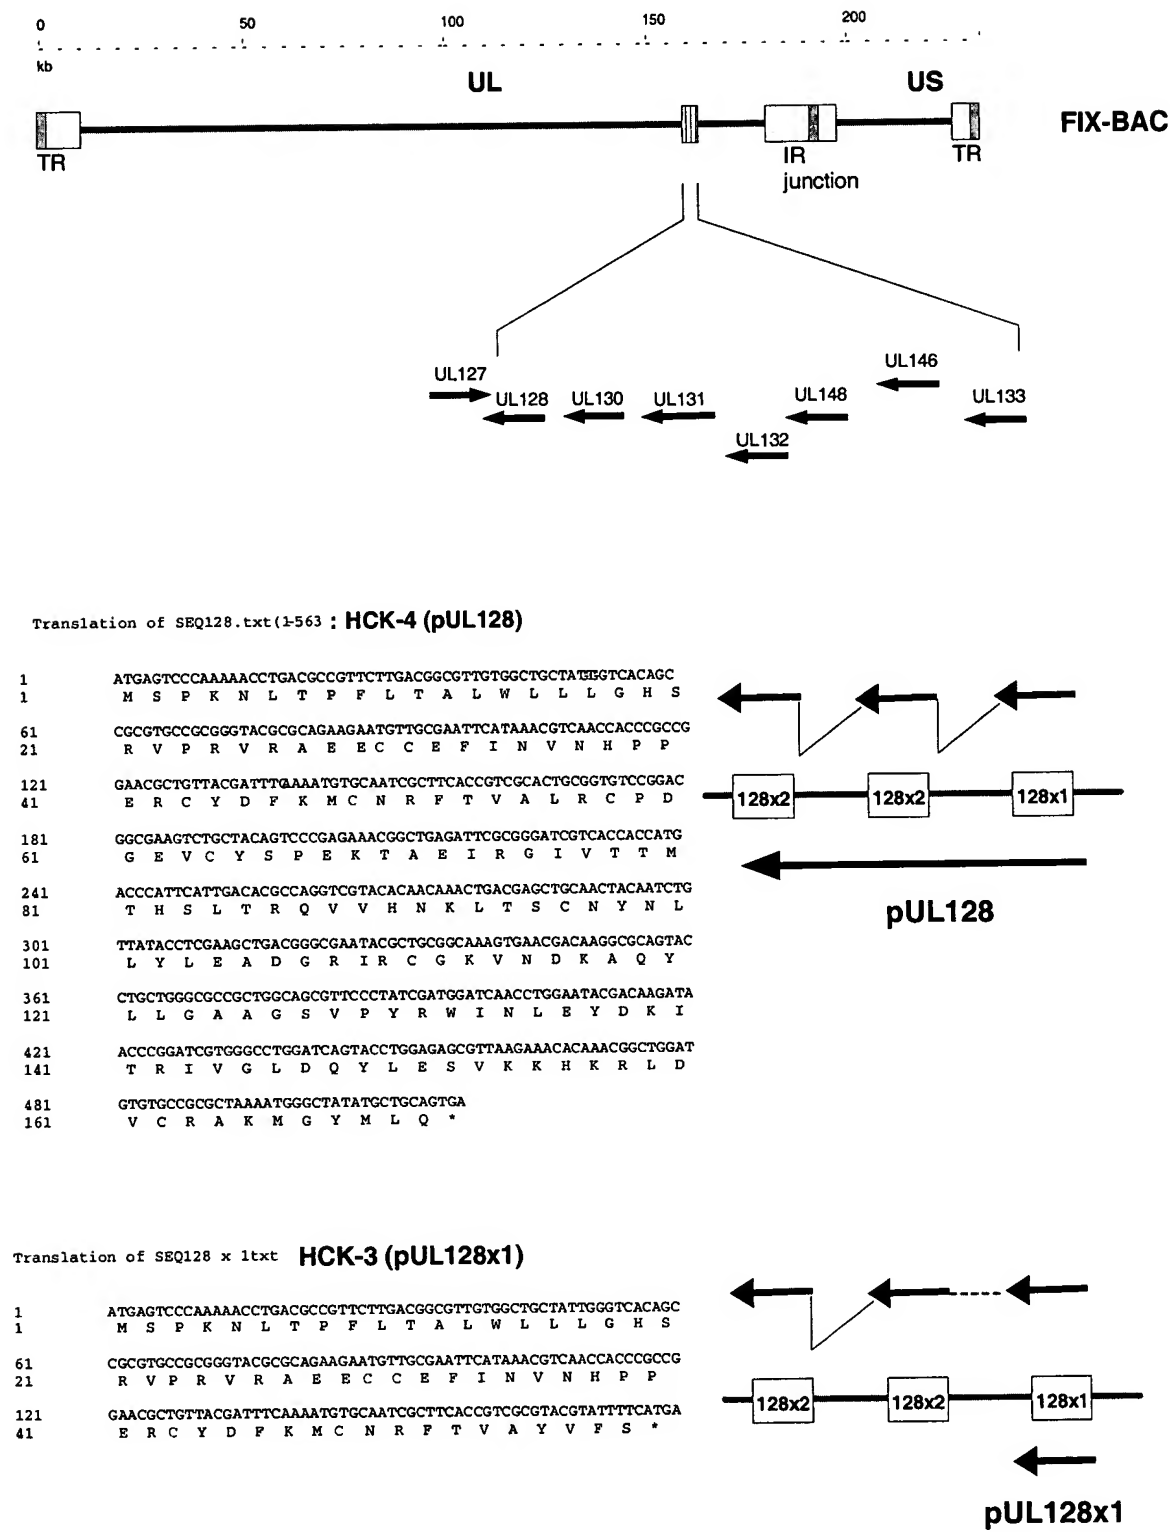 0 50 100 150 200
kb
UL US
FIX-BAC
TR IR TR
junction
UL127 UL128 UL130 UL131 UL132 UL148 UL146 UL133
Translation of SEQ128.txt(1-563 : HCK-4 (pUL128)
1 ATGAGTCCCAAAAACCTGACGCCGTTCTTGACGGCGTTGTGGCTGCTATTGGGTCACAGC
1 M S P K N L T P F L T A L W L L L G H S
61 CGCGTGCCGCGGGTACGCGCAGAAGAATGTTGCGAATTCATAAACGTCAACCACCCGCCG
21 R V P R V R A E E C C E F I N V N H P P
121 GAACGCTGTTACGATTTCAAAATGTGCAATCGCTTCACCGTCGCACTGCGGTGTCCGGAC
41 E R C Y D F K M C N R F T V A L R C P D
181 GGCGAAGTCTGCTACAGTCCCGAGAAACGGCTGAGATTCGCGGGATCGTCACCACCATG
61 G E V C Y S P E K T A E I R G I V T T M
241 ACCCATTCATTGACACGCCAGGTCGTACACAACAAACTGACGAGCTGCAACTACAATCTG
81 T H S L T R Q V V H N K L T S C N Y N L
301 TTATACCTCGAAGCTGACGGGCGAATACGCTGCGGCAAAGTGAACGACAAGGCGCAGTAC
101 L Y L E A D G R I R C G K V N D K A Q Y
361 CTGCTGGGCGCCGCTGGCAGCGTTCCCTATCGATGGATCAACCTGGAATACGACAAGATA
121 L L G A A G S V P Y R W I N L E Y D K I
421 ACCCGGATCGTGGGCCTGGATCAGTACCTGGAGAGCGTTAAGAAACACAAACGGCTGGAT
141 T R I V G L D Q Y L E S V K K H K R L D
481 GTGTGCCGCGCTAAAATGGGCTATATGCTGCAGTGA
161 V C R A K M G Y M L Q *
128x2 128x2 128x1
pUL128
Translation of SEQ128 x 1txt HCK-3 (pUL128x1)
1 ATGAGTCCCAAAAACCTGACGCCGTTCTTGACGGCGTTGTGGCTGCTATTGGGTCACAGC
1 M S P K N L T P F L T A L W L L L G H S
61 CGCGTGCCGCGGGTACGCGCAGAAGAATGTTGCGAATTCATAAACGTCAACCACCCGCCG
21 R V P R V R A E E C C E F I N V N H P P
121 GAACGCTGTTACGATTTCAAAATGTGCAATCGCTTCACCGTCGCGTACGTATTTTCATGA
41 E R C Y D F K M C N R F T V A Y V F S *
128x2 128x2 128x1
pUL128x1